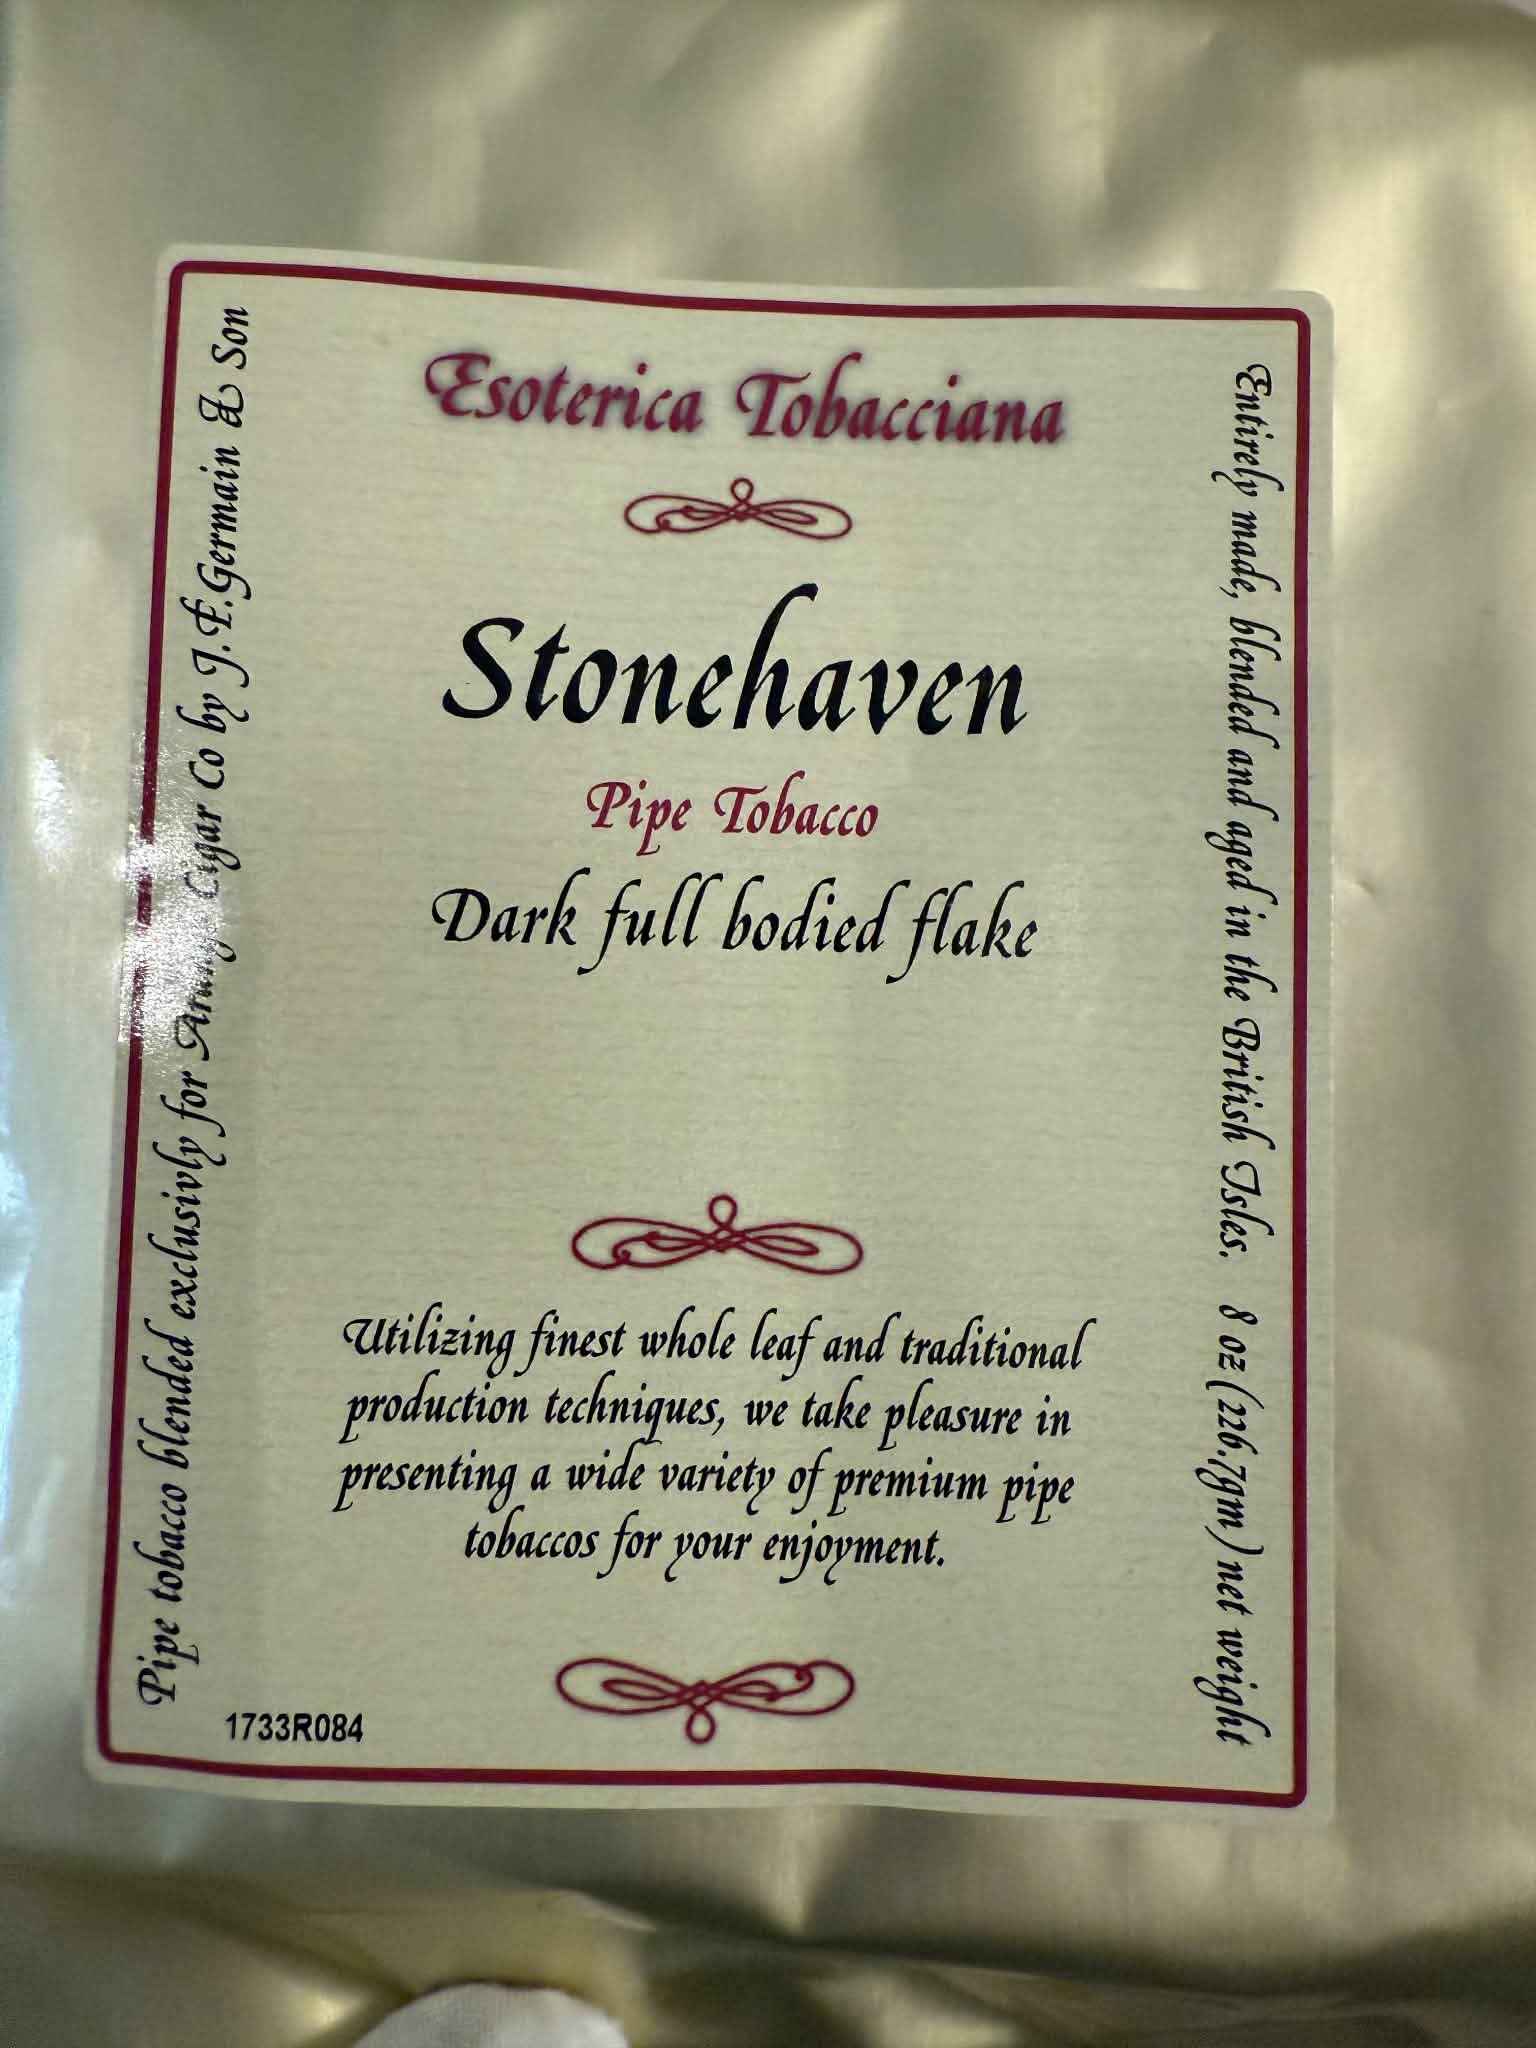 Esoterica Tobacciana
Stonehaven
Pipe Tobacco
Dark full bodied flake
Utilizing finest whole leaf and traditional
production techniques, we take pleasure in
presenting a wide variety of premium pipe
tobaccos for your enjoyment.
1733R084
Pipe tobacco blended exclusivly for Cigar Co by J.F.Germain & Son
Entirely made, blended and aged in the British Isles. 8 oz (226.7gm) net weight